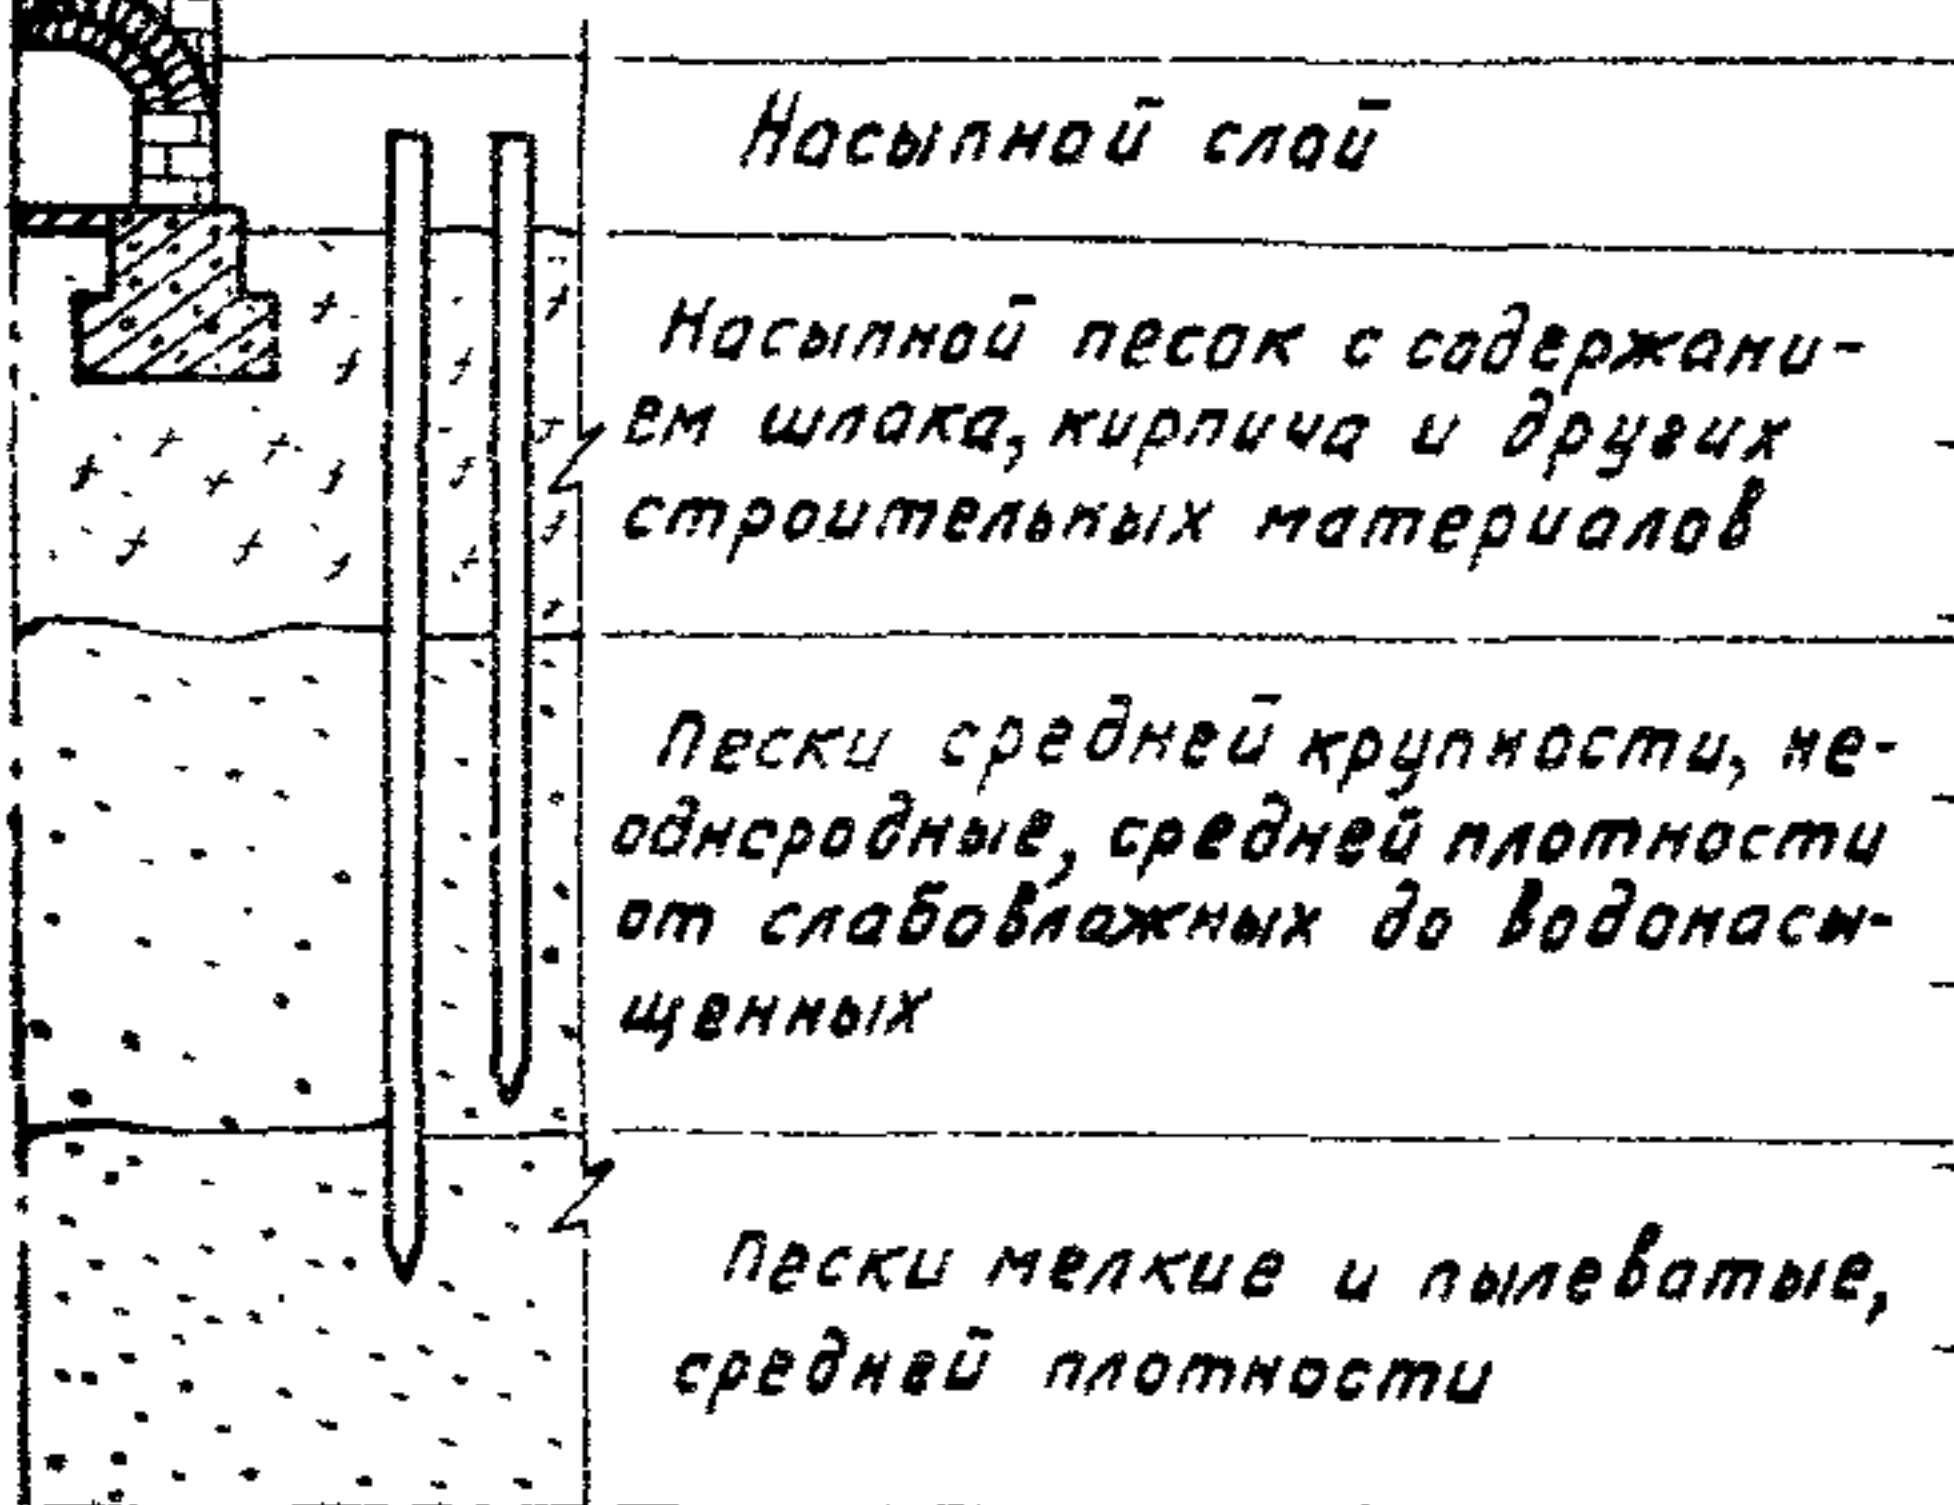 Насыпной слой
Насыпной песок с содержани-
ем шлака, кирпича и других
строительных материалов
Пески средней крупности, не-
однородные, средней плотности
от слабовлажных до водонасы-
щенных
Пески мелкие и пылеватые,
средней плотности